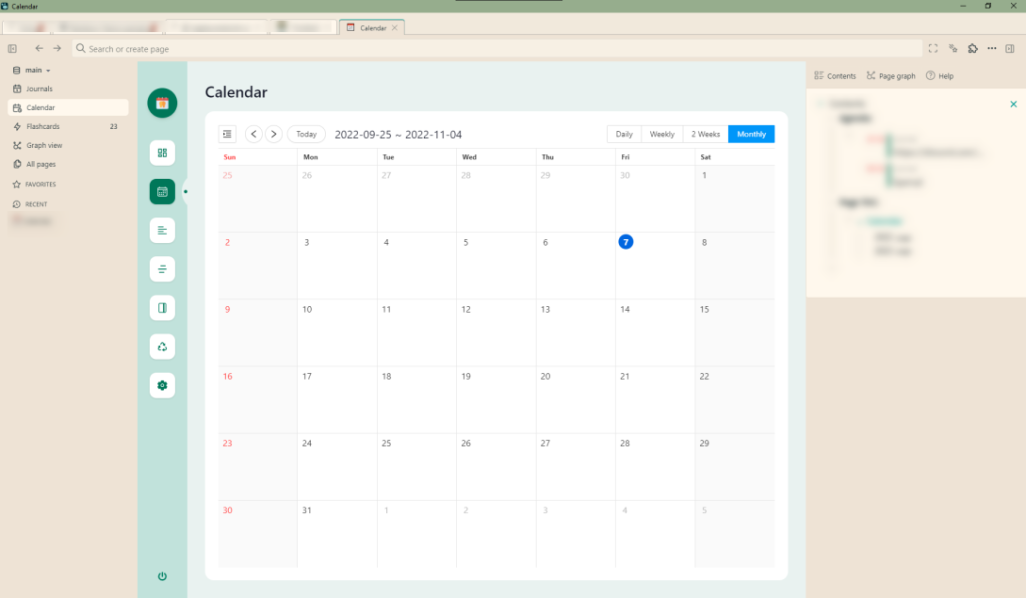 Calendar
Calendar
Search or create page
main
Journals
Calendar
Flashcards 23
Graph view
All pages
FAVORITES
RECENT
Calendar
Today 2022-09-25 ~ 2022-11-04 Daily Weekly 2 Weeks Monthly
Sun Mon Tue Wed Thu Fri Sat
25 26 27 28 29 30 1
2 3 4 5 6 7 8
9 10 11 12 13 14 15
16 17 18 19 20 21 22
23 24 25 26 27 28 29
30 31 1 2 3 4 5
Contents Page graph Help